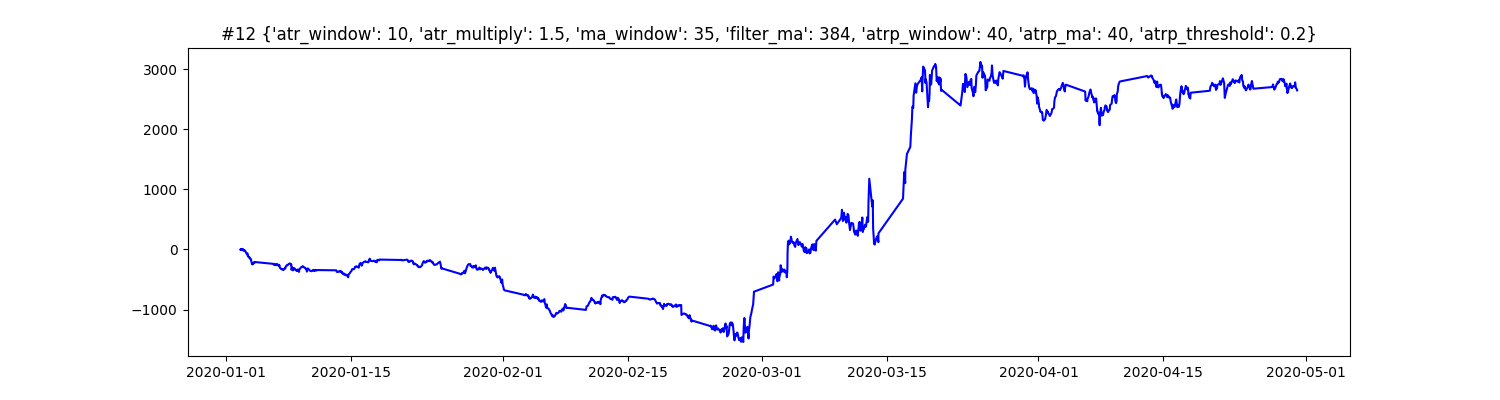 #12 {'atr_window': 10, 'atr_multiply': 1.5, 'ma_window': 35, 'filter_ma': 384, 'atrp_window': 40, 'atrp_ma': 40, 'atrp_threshold': 0.2}
3000
2000
1000
0
−1000
2020-01-01 2020-01-15 2020-02-01 2020-02-15 2020-03-01 2020-03-15 2020-04-01 2020-04-15 2020-05-01